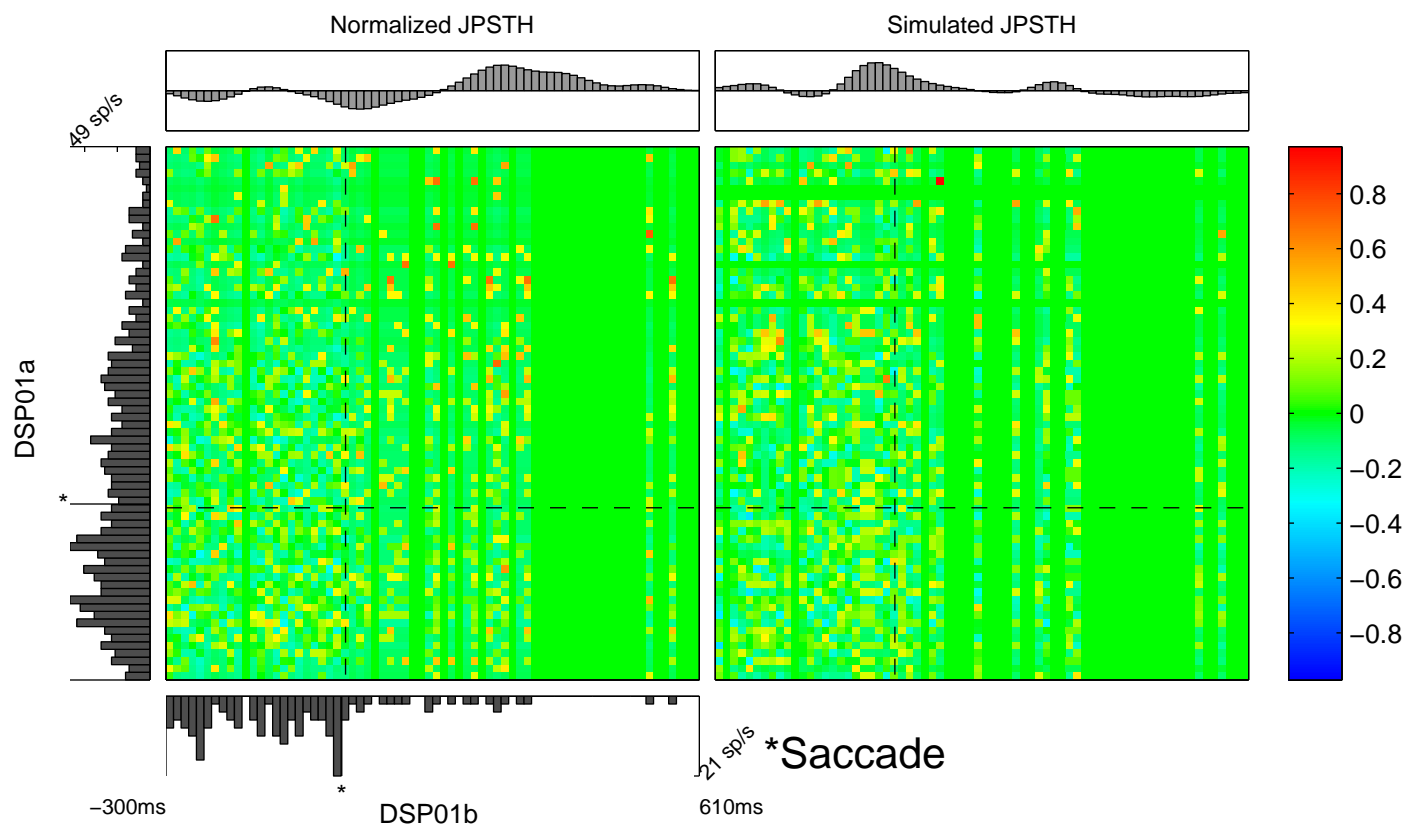 Normalized JPSTH
Simulated JPSTH
49 sp/s
DSP01a
*
0.8
0.6
0.4
0.2
0
−0.2
−0.4
−0.6
−0.8
21 sp/s
*Saccade
*
−300ms
DSP01b
610ms